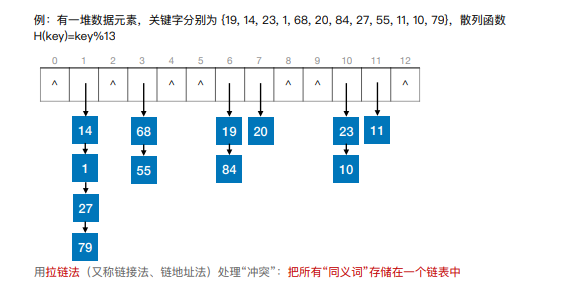 例：有一堆数据元素，关键字分别为 {19, 14, 23, 1, 68, 20, 84, 27, 55, 11, 10, 79}，散列函数
H(key)=key%13
0 1 2 3 4 5 6 7 8 9 10 11 12
^ ^ ^ ^ ^ ^ ^
14 68 19 20 23 11
1 55 84 10
27
79
用拉链法（又称链接法、链地址法）处理“冲突”：把所有“同义词”存储在一个链表中